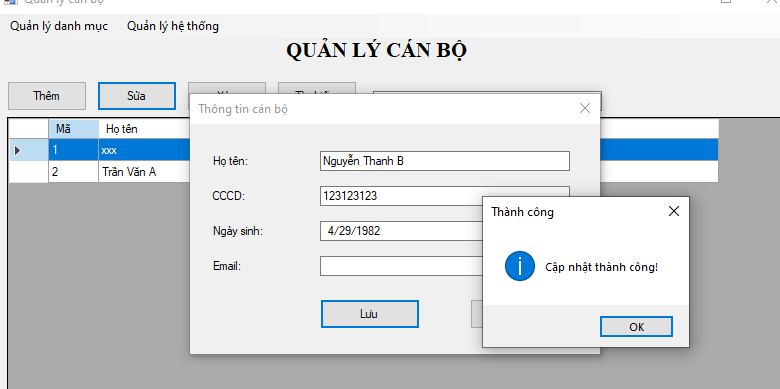 Quản lý cán bộ
Quản lý danh mục Quản lý hệ thống
QUẢN LÝ CÁN BỘ
Thêm Sửa
Thông tin cán bộ
Mã Họ tên
1 xxx
2 Trần Văn A
Họ tên: Nguyễn Thanh B
CCCD: 123123123
Ngày sinh: 4/29/1982
Email:
Lưu
Thành công
Cập nhật thành công!
OK